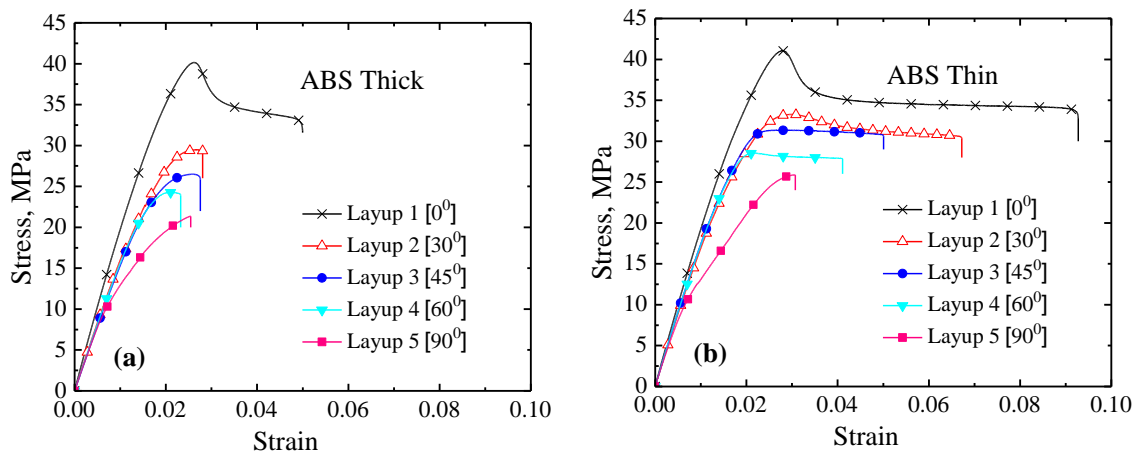 45
40
35
30
25
20
15
10
5
0
Stress, MPa
ABS Thick
Layup 1 [0⁰]
Layup 2 [30⁰]
Layup 3 [45⁰]
Layup 4 [60⁰]
Layup 5 [90⁰]
(a)
0.00 0.02 0.04 0.06 0.08 0.10
Strain
45
40
35
30
25
20
15
10
5
0
Stress, MPa
ABS Thin
Layup 1 [0⁰]
Layup 2 [30⁰]
Layup 3 [45⁰]
Layup 4 [60⁰]
Layup 5 [90⁰]
(b)
0.00 0.02 0.04 0.06 0.08 0.10
Strain